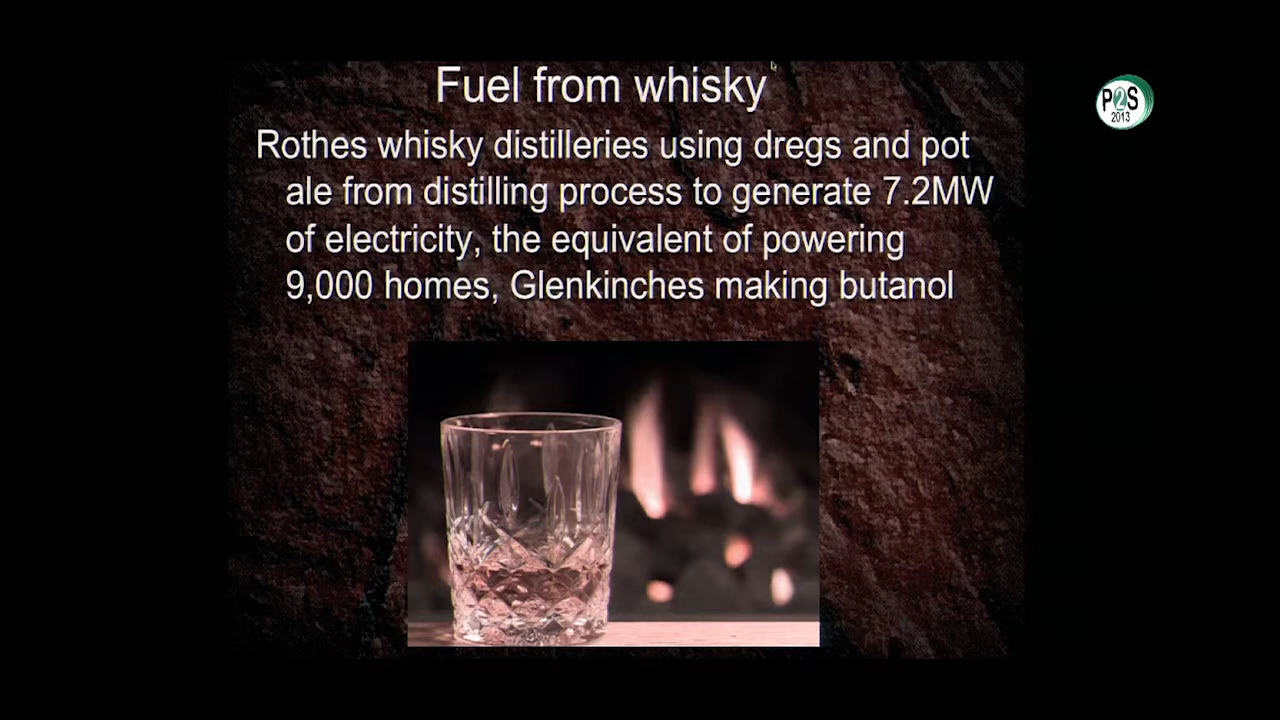 Fuel from whisky
Rothes whisky distilleries using dregs and pot
ale from distilling process to generate 7.2MW
of electricity, the equivalent of powering
9,000 homes, Glenkinches making butanol
P2S
2013